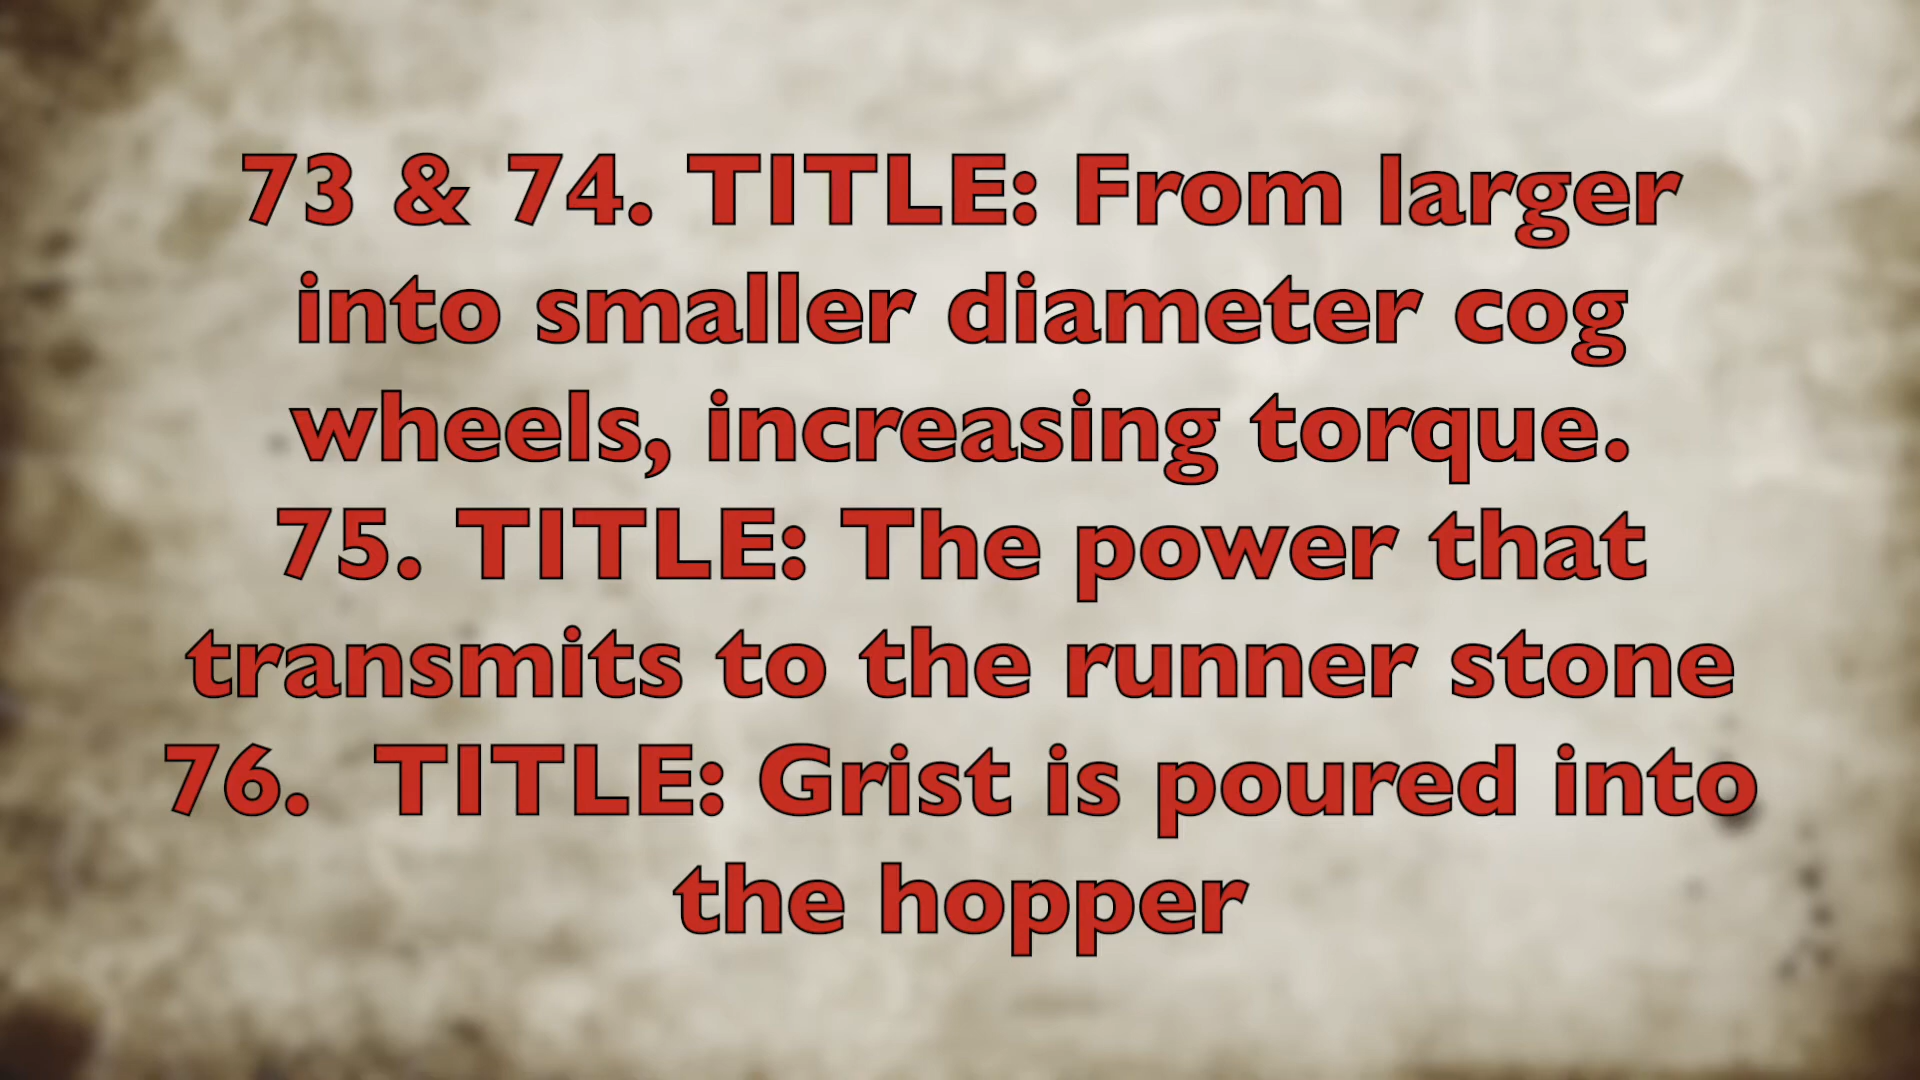 73 & 74. TITLE: From larger
into smaller diameter cog
wheels, increasing torque.
75. TITLE: The power that
transmits to the runner stone
76.  TITLE: Grist is poured into
the hopper